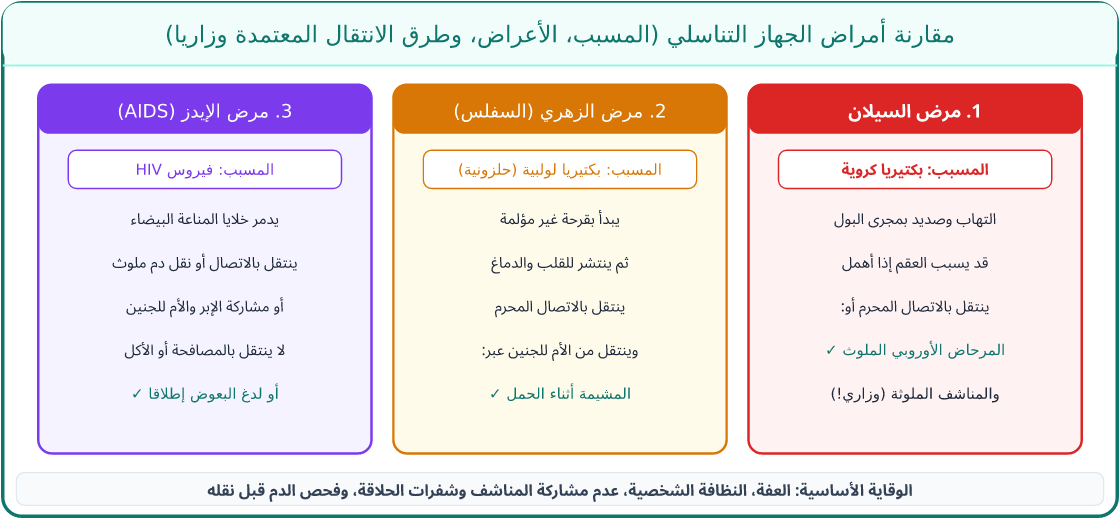 مقارنة أمراض الجهاز التناسلي (المسبب، الأعراض، وطرق الانتقال المعتمدة وزاريا)
1. مرض السيلان
المسبب: بكتيريا كروية
التهاب وصديد بمجرى البول
قد يسبب العقم إذا أهمل
ينتقل بالاتصال المحرم أو:
المرحاض الأوروبي الملوث ✓
والمناشف الملوثة (وزاري!)
2. مرض الزهري (السفلس)
المسبب: بكتيريا لولبية (حلزونية)
يبدأ بقرحة غير مؤلمة
ثم ينتشر للقلب والدماغ
ينتقل بالاتصال المحرم
وينتقل من الأم للجنين عبر:
المشيمة أثناء الحمل ✓
3. مرض الإيدز (AIDS)
المسبب: فيروس HIV
يدمر خلايا المناعة البيضاء
ينتقل بالاتصال أو نقل دم ملوث
أو مشاركة الإبر والأم للجنين
لا ينتقل بالمصافحة أو الأكل
أو لدغ البعوض إطلاقا ✓
الوقاية الأساسية: العفة، النظافة الشخصية، عدم مشاركة المناشف وشفرات الحلاقة، وفحص الدم قبل نقله